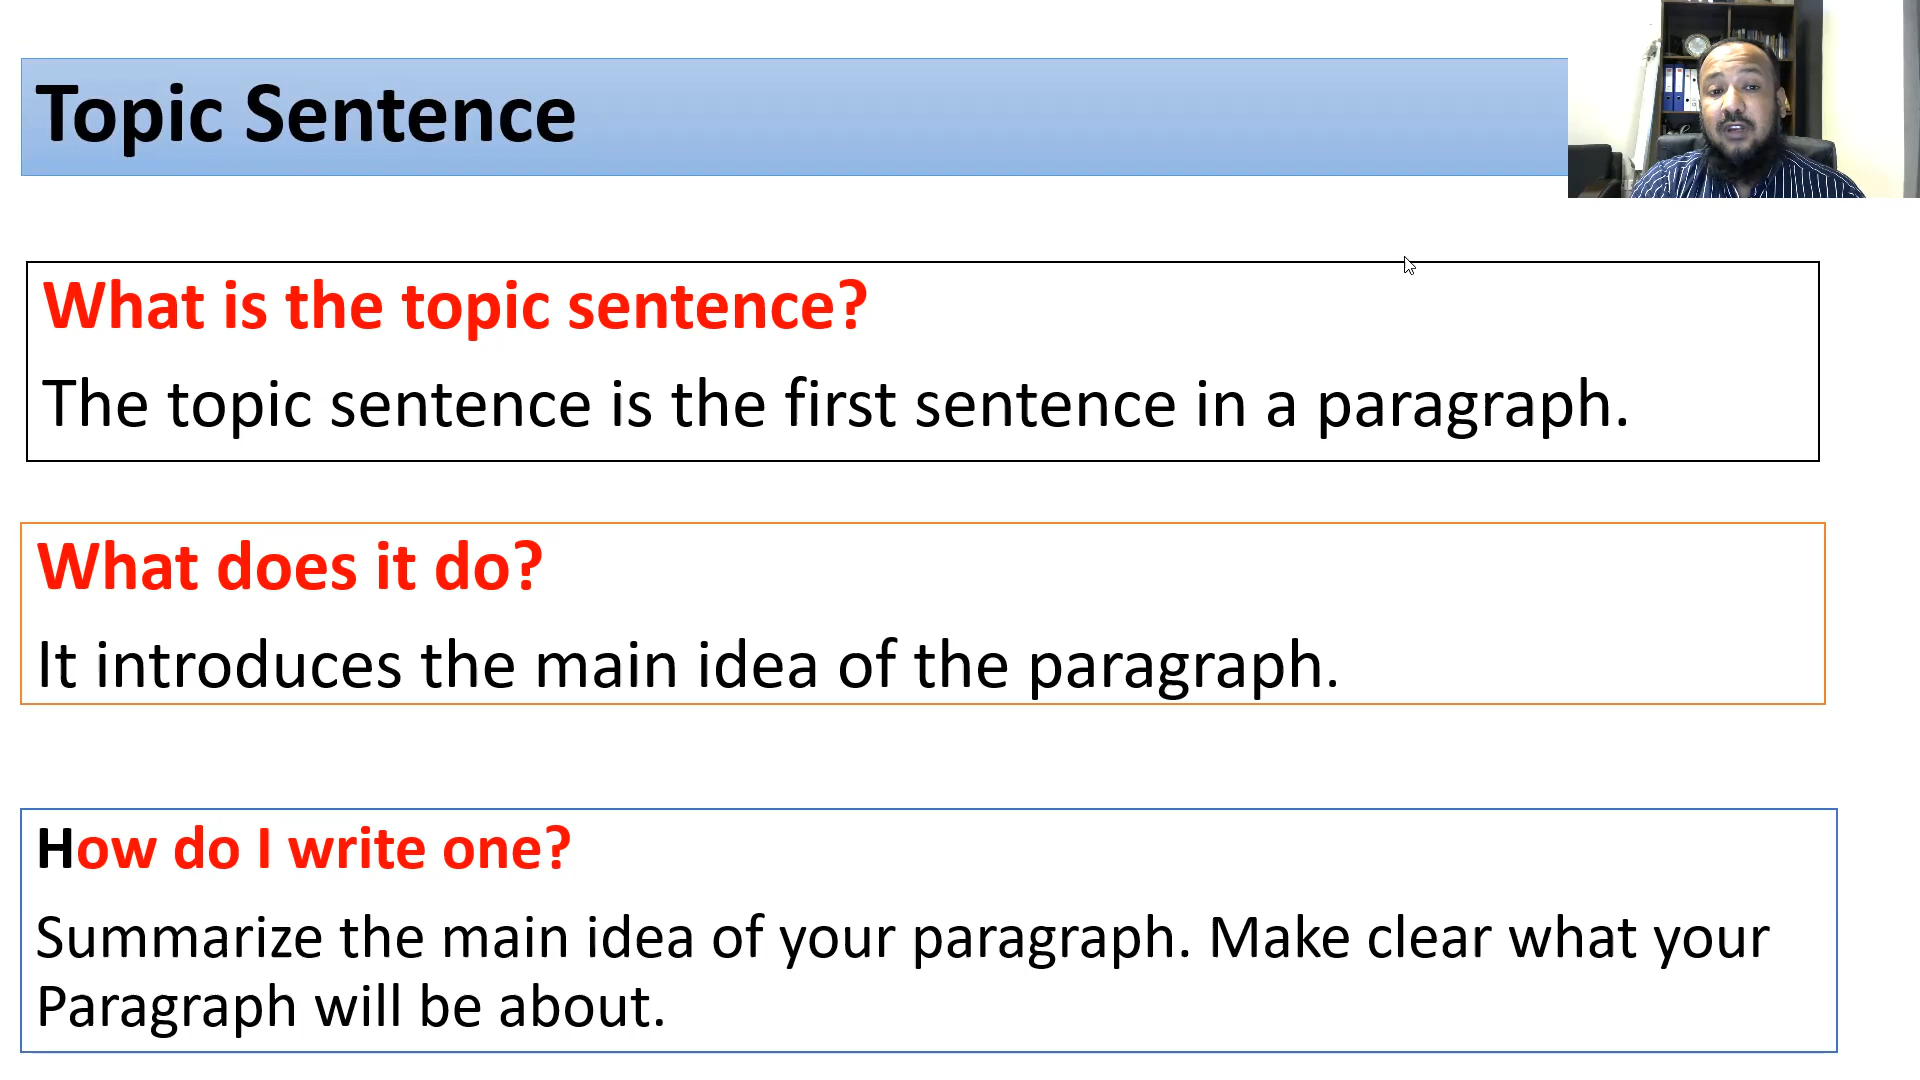 Topic Sentence
What is the topic sentence?
The topic sentence is the first sentence in a paragraph.
What does it do?
It introduces the main idea of the paragraph.
How do I write one?
Summarize the main idea of your paragraph. Make clear what your
Paragraph will be about.